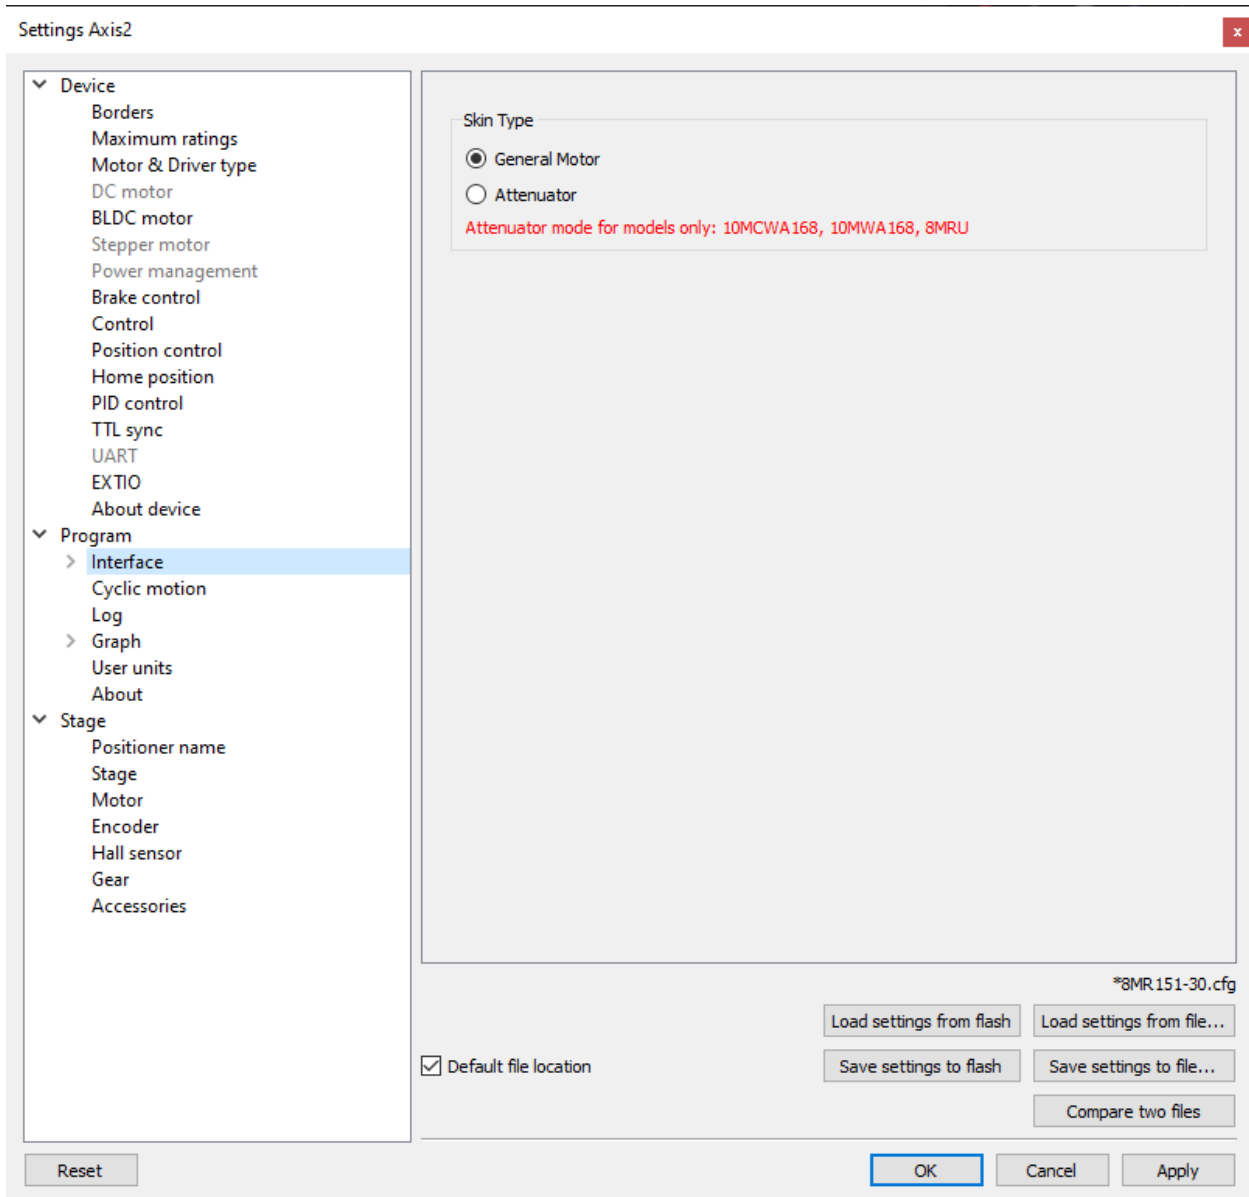 Settings Axis2
x
Device
Borders
Maximum ratings
Motor & Driver type
DC motor
BLDC motor
Stepper motor
Power management
Brake control
Control
Position control
Home position
PID control
TTL sync
UART
EXTIO
About device
Program
Interface
Cyclic motion
Log
Graph
User units
About
Stage
Positioner name
Stage
Motor
Encoder
Hall sensor
Gear
Accessories
Skin Type
General Motor
Attenuator
Attenuator mode for models only: 10MCWA168, 10MWA168, 8MRU
*8MR151-30.cfg
Load settings from flash
Load settings from file...
Default file location
Save settings to flash
Save settings to file...
Compare two files
Reset
OK
Cancel
Apply